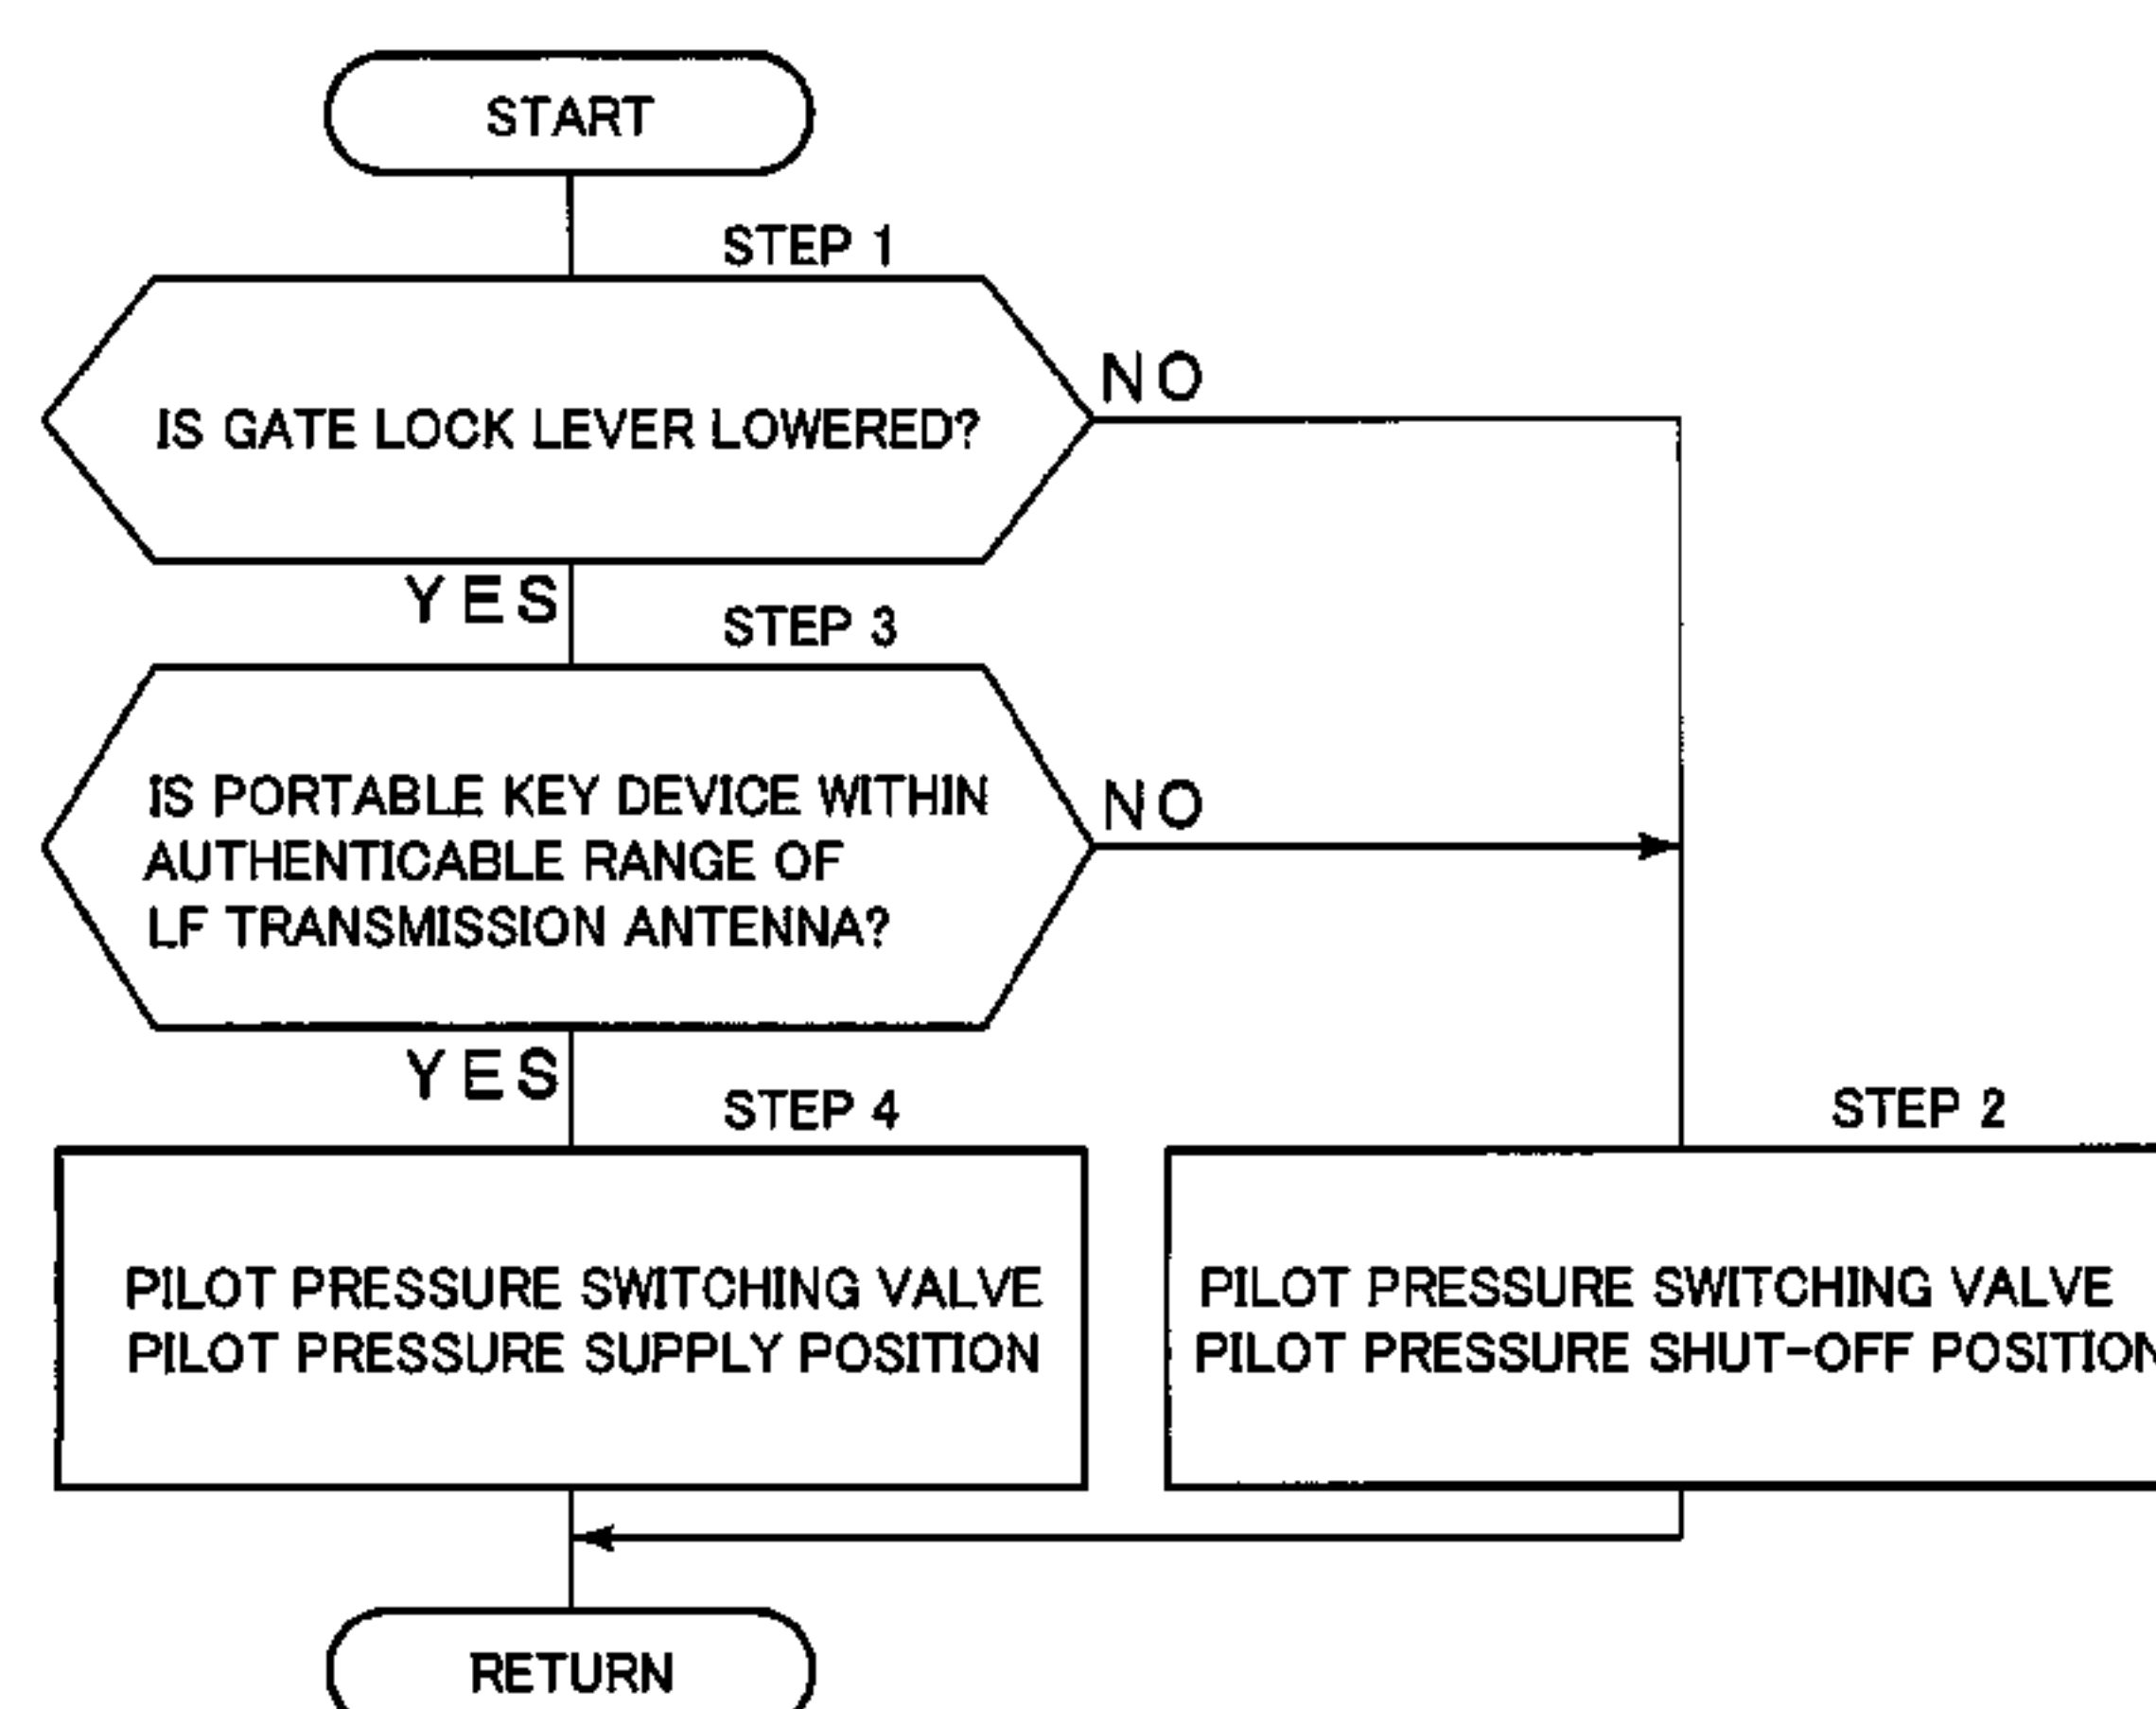 START
STEP 1
IS GATE LOCK LEVER LOWERED?
NO
YES
STEP 3
IS PORTABLE KEY DEVICE WITHIN
AUTHENTICABLE RANGE OF
LF TRANSMISSION ANTENNA?
NO
YES
STEP 4
PILOT PRESSURE SWITCHING VALVE
PILOT PRESSURE SUPPLY POSITION
STEP 2
PILOT PRESSURE SWITCHING VALVE
PILOT PRESSURE SHUT-OFF POSITION
RETURN